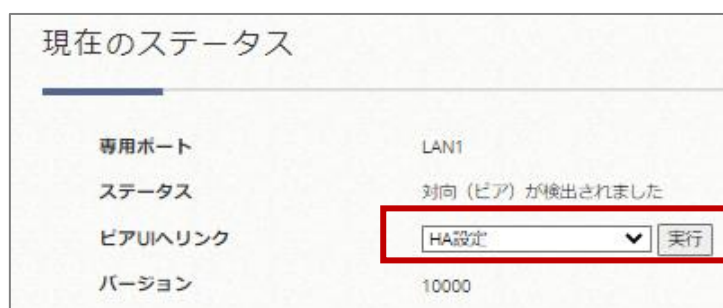 現在のステータス
専用ポート LAN1
ステータス 対向（ピア）が検出されました
ピアUIへリンク HA設定 実行
バージョン 10000